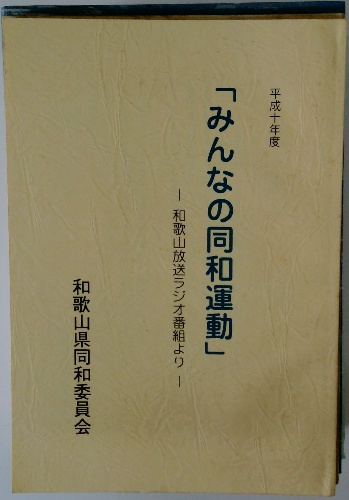 平成十年度
「みんなの同和運動」
― 和歌山放送ラジオ番組より ―
和歌山県同和委員会